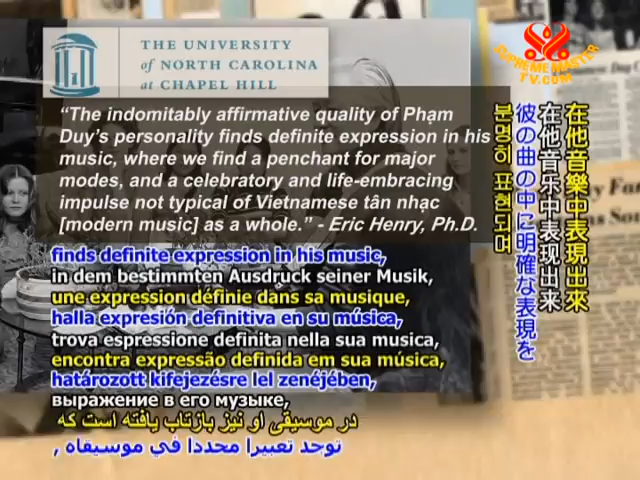 THE UNIVERSITY
of NORTH CAROLINA
at CHAPEL HILL
SUPREME MASTER
TV.COM
“The indomitably affirmative quality of Phạm
Duy’s personality finds definite expression in his
music, where we find a penchant for major
modes, and a celebratory and life-embracing
impulse not typical of Vietnamese tân nhạc
[modern music] as a whole.” - Eric Henry, Ph.D.
finds definite expression in his music,
in dem bestimmten Ausdruck seiner Musik,
une expression définie dans sa musique,
halla expresión definitiva en su música,
trova espressione definita nella sua musica,
encontra expressão definida em sua música,
határozott kifejezésre lel zenéjében,
выражение в его музыке,
در موسیقی او نیز بازتاب یافته است که
توجد تعبيرا محددا في موسيقاه ,
在他音樂中表現出來
在他音乐中表现出来
彼の曲の中に明確な表現を
분명히 표현되며